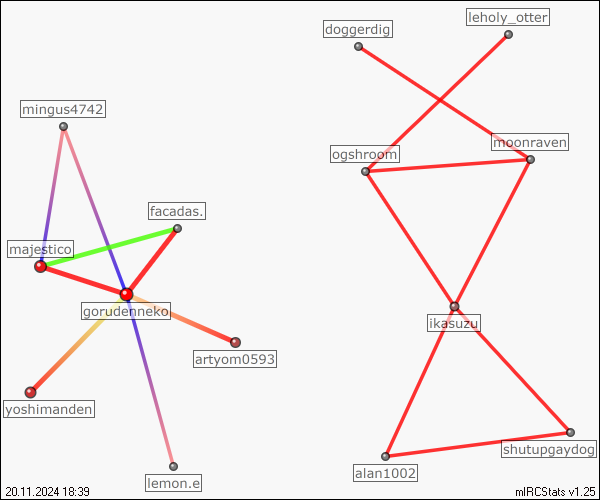 leholy_otter
doggerdig
mingus4742
moonraven
ogshroom
facadas.
majestico
gorudenneko
ikasuzu
artyom0593
yoshimanden
shutupgaydog
alan1002
lemon.e
20.11.2024 18:39
mIRCStats v1.25